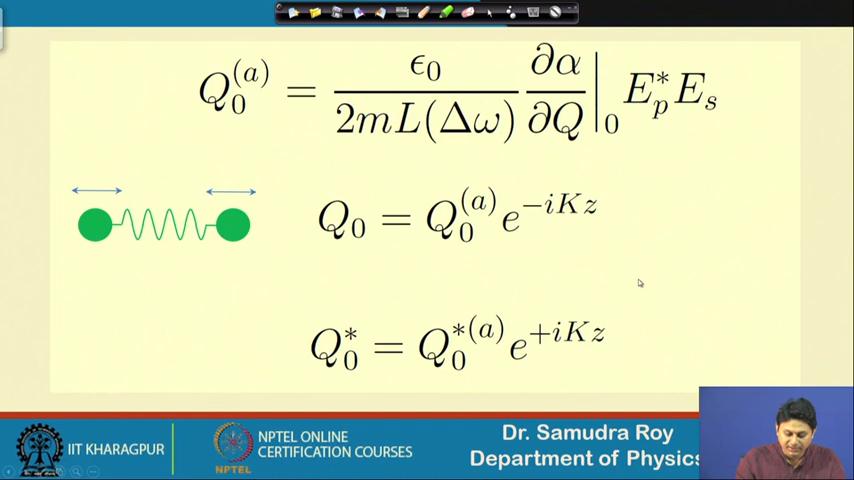 Q_0^{(a)} = \frac{\epsilon_0}{2mL(\Delta\omega)} \frac{\partial\alpha}{\partial Q}\bigg|_0 E_p^* E_s
Q_0 = Q_0^{(a)} e^{-iKz}
Q_0^* = Q_0^{*(a)} e^{+iKz}
IIT KHARAGPUR
NPTEL
NPTEL ONLINE
CERTIFICATION COURSES
Dr. Samudra Roy
Department of Physics